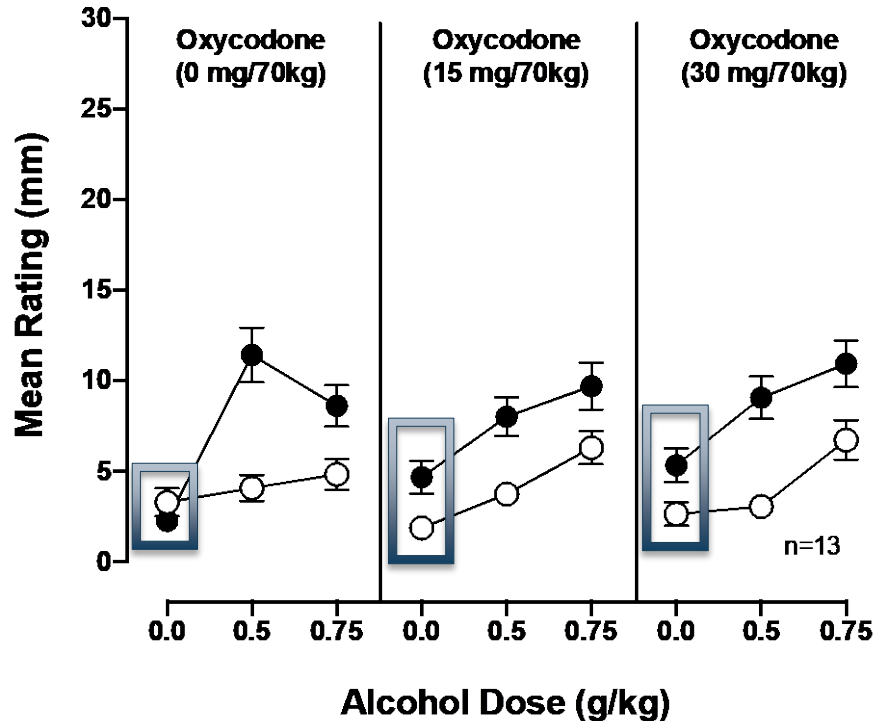 Oxycodone
(0 mg/70kg)
Oxycodone
(15 mg/70kg)
Oxycodone
(30 mg/70kg)
Mean Rating (mm)
30
25
20
15
10
5
0
n=13
0.0 0.5 0.75 0.0 0.5 0.75 0.0 0.5 0.75
Alcohol Dose (g/kg)